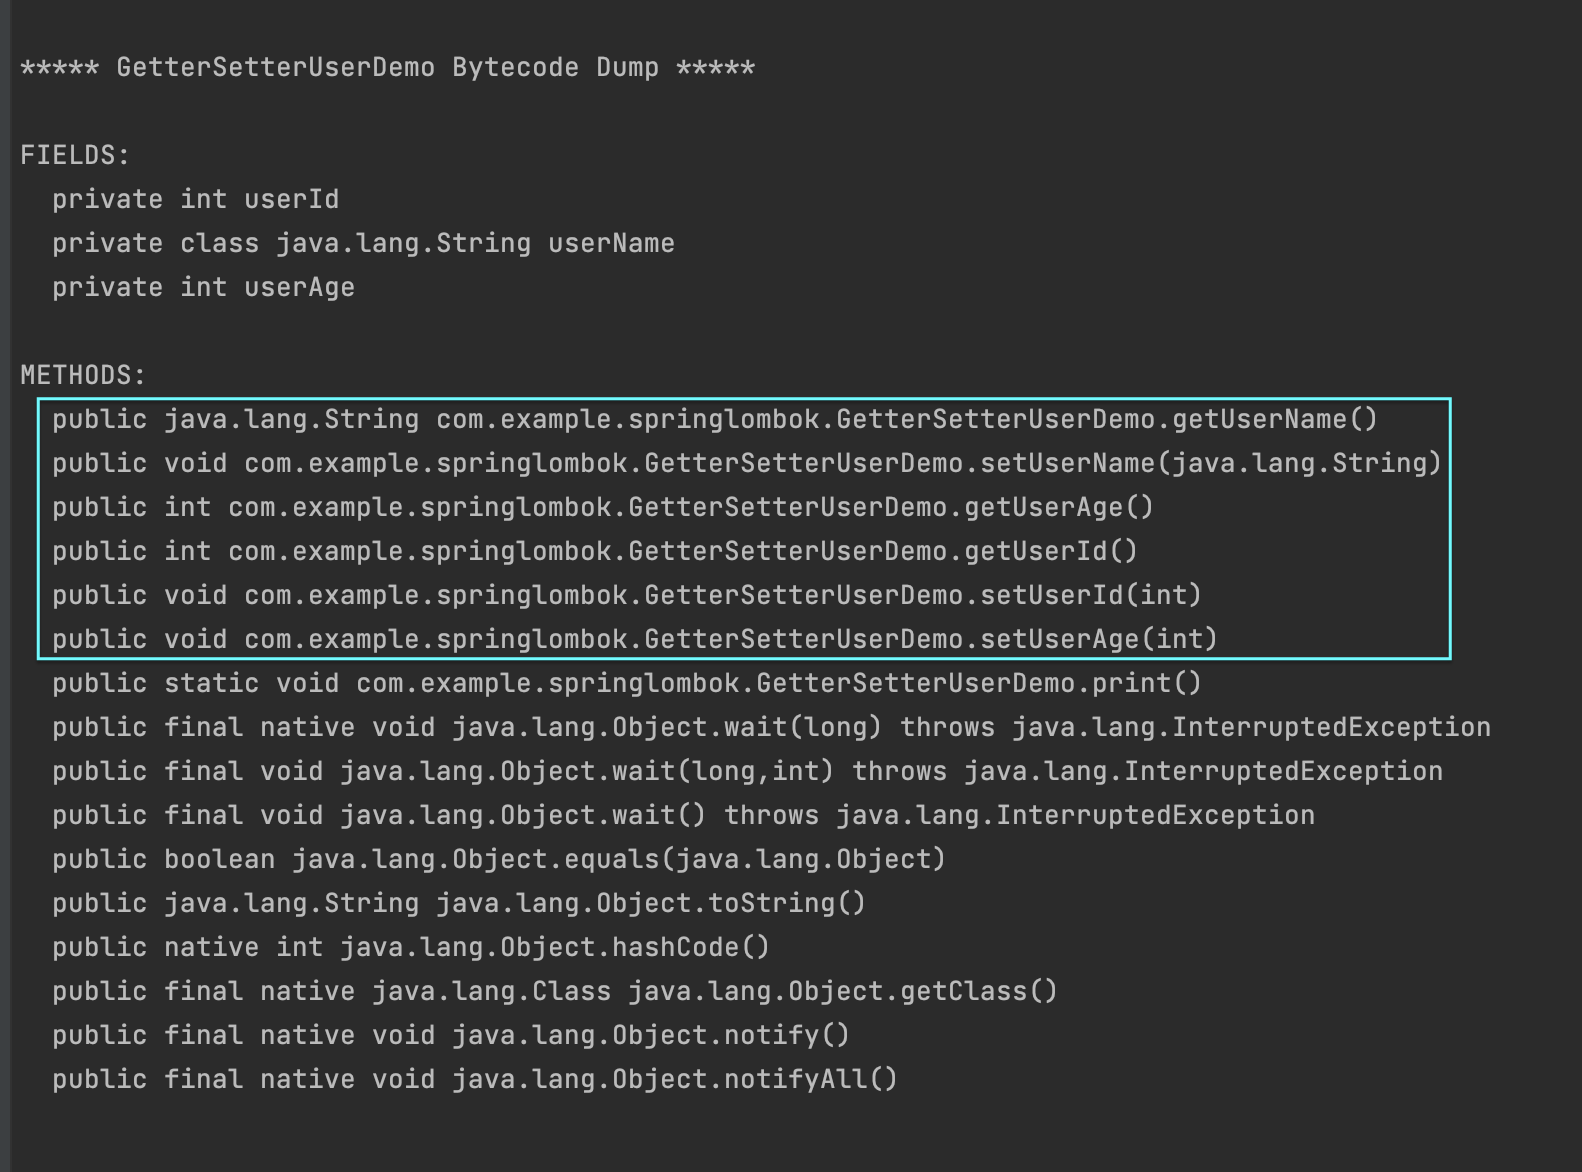 ***** GetterSetterUserDemo Bytecode Dump *****
FIELDS:
private int userId
private class java.lang.String userName
private int userAge
METHODS:
public java.lang.String com.example.springlombok.GetterSetterUserDemo.getUserName()
public void com.example.springlombok.GetterSetterUserDemo.setUserName(java.lang.String)
public int com.example.springlombok.GetterSetterUserDemo.getUserAge()
public int com.example.springlombok.GetterSetterUserDemo.getUserId()
public void com.example.springlombok.GetterSetterUserDemo.setUserId(int)
public void com.example.springlombok.GetterSetterUserDemo.setUserAge(int)
public static void com.example.springlombok.GetterSetterUserDemo.print()
public final native void java.lang.Object.wait(long) throws java.lang.InterruptedException
public final void java.lang.Object.wait(long,int) throws java.lang.InterruptedException
public final void java.lang.Object.wait() throws java.lang.InterruptedException
public boolean java.lang.Object.equals(java.lang.Object)
public java.lang.String java.lang.Object.toString()
public native int java.lang.Object.hashCode()
public final native java.lang.Class java.lang.Object.getClass()
public final native void java.lang.Object.notify()
public final native void java.lang.Object.notifyAll()